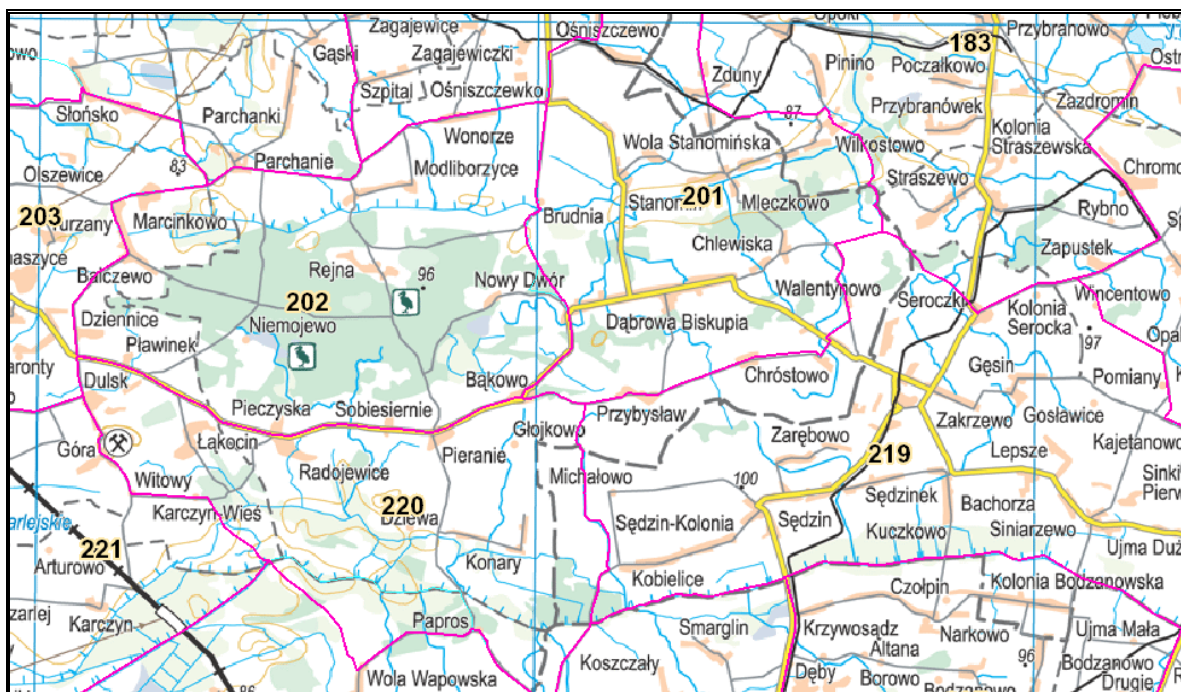 Zagajewice
Ośniszczewo
Opoki
183
Przybranowo
Gąski
Zagajewiczki
Zduny
Pinino
Poczałkowo
Szpital
Ośniszczewko
Przybranówek
Zazdromin
Słońsko
Parchanki
87
Kolonia
Straszewska
Wonorze
Wola Stanomińska
Wilkostowo
Parchanie
Modliborzyce
83
Olszewice
Straszewo
Chromo
203
Marcinkowo
Brudnia
Stanomin
201
Mleczkowo
Rybno
Chlewiska
Zapustek
Balczewo
Rejna
96
Nowy Dwór
Walentynowo
Wincentowo
202
Seroczki
Kolonia
Serocka
Dziennice
Niemojewo
Dąbrowa Biskupia
97
Pławinek
Gęsin
Dulsk
Bąkowo
Chróstowo
Pomiany
Pieczyska
Sobiesiernie
Przybysław
Zakrzewo
Gosławice
Głojkowo
Zarębowo
Góra
Łąkocin
Pieranie
Lepsze
Kajetanowo
219
Radojewice
Michałowo
100
Witowy
Sędzinek
Bachorza
220
Dziewa
Karczyn-Wieś
Sędzin-Kolonia
Sędzin
Kuczkowo
Siniarzewo
221
Arturowo
Konary
Ujma Duż
Kobielice
Czołpin
Kolonia Bodzanowska
Karczyn
Papros
Smarglin
Krzywosądz
Altana
Narkowo
Ujma Mała
Koszczały
96
Bodzanowo
Drugie
Wola Wapowska
Dęby
Borowo